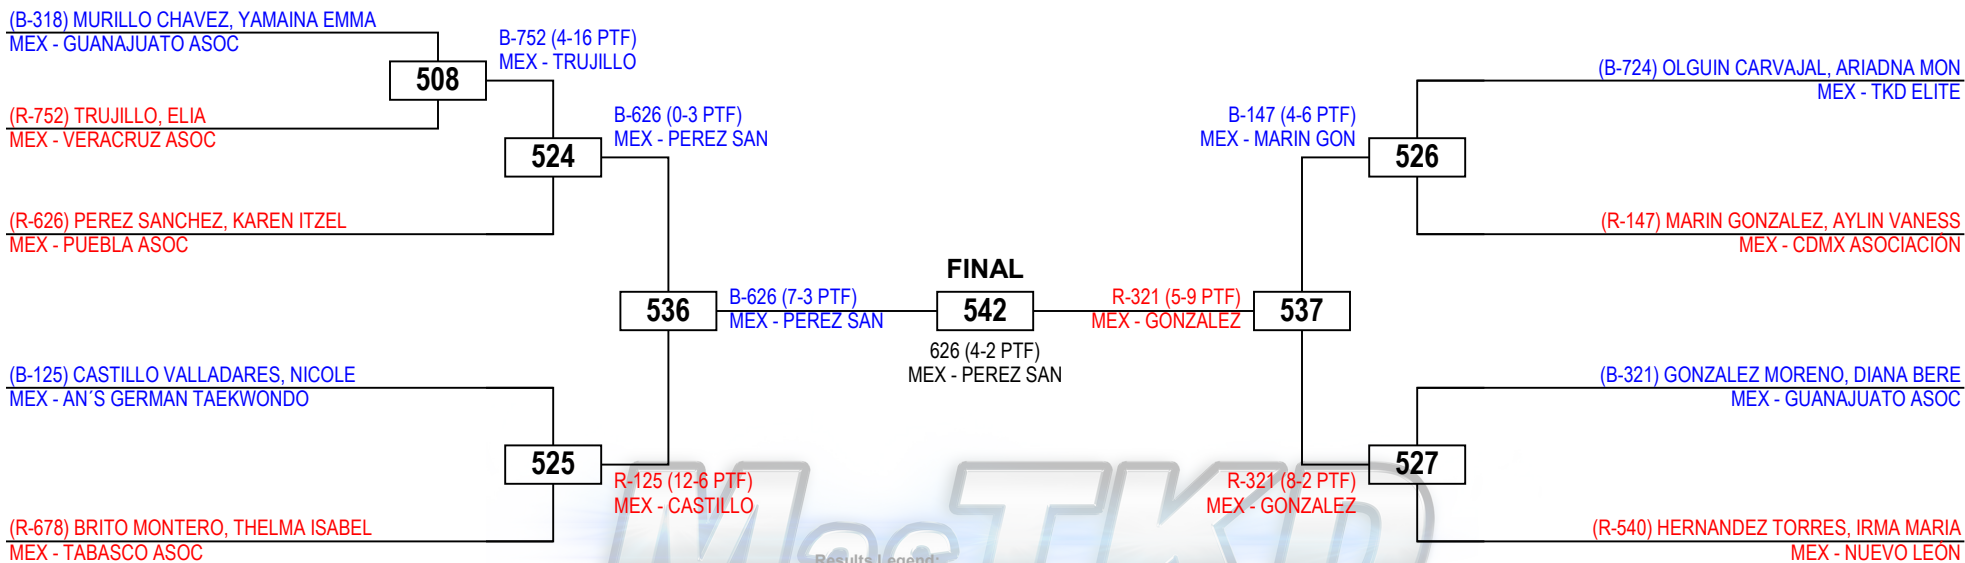 (B-318) MURILLO CHAVEZ, YAMAINA EMMA
MEX - GUANAJUATO ASOC
508
(R-752) TRUJILLO, ELIA
MEX - VERACRUZ ASOC
B-752 (4-16 PTF)
MEX - TRUJILLO
524
(R-626) PEREZ SANCHEZ, KAREN ITZEL
MEX - PUEBLA ASOC
B-626 (0-3 PTF)
MEX - PEREZ SAN
536
B-626 (7-3 PTF)
MEX - PEREZ SAN
(B-125) CASTILLO VALLADARES, NICOLE
MEX - AN´S GERMAN TAEKWONDO
525
(R-678) BRITO MONTERO, THELMA ISABEL
MEX - TABASCO ASOC
R-125 (12-6 PTF)
MEX - CASTILLO
FINAL
542
626 (4-2 PTF)
MEX - PEREZ SAN
R-321 (5-9 PTF)
MEX - GONZALEZ
537
B-147 (4-6 PTF)
MEX - MARIN GON
526
(B-724) OLGUIN CARVAJAL, ARIADNA MON
MEX - TKD ELITE
(R-147) MARIN GONZALEZ, AYLIN VANESS
MEX - CDMX ASOCIACIÓN
(B-321) GONZALEZ MORENO, DIANA BERE
MEX - GUANAJUATO ASOC
527
R-321 (8-2 PTF)
MEX - GONZALEZ
(R-540) HERNANDEZ TORRES, IRMA MARIA
MEX - NUEVO LEÓN
MasTKD
Results Legend: